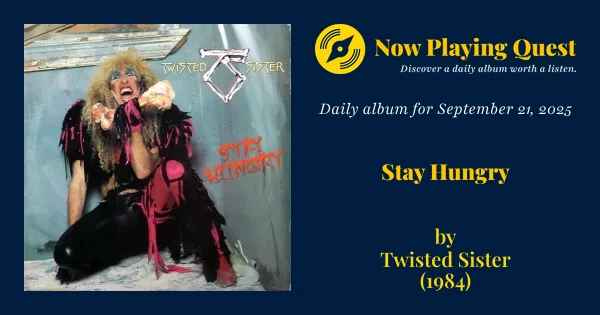 TWISTED SISTER
STAY
HUNGRY
Now Playing Quest
Discover a daily album worth a listen.
Daily album for September 21, 2025
Stay Hungry
by
Twisted Sister
(1984)